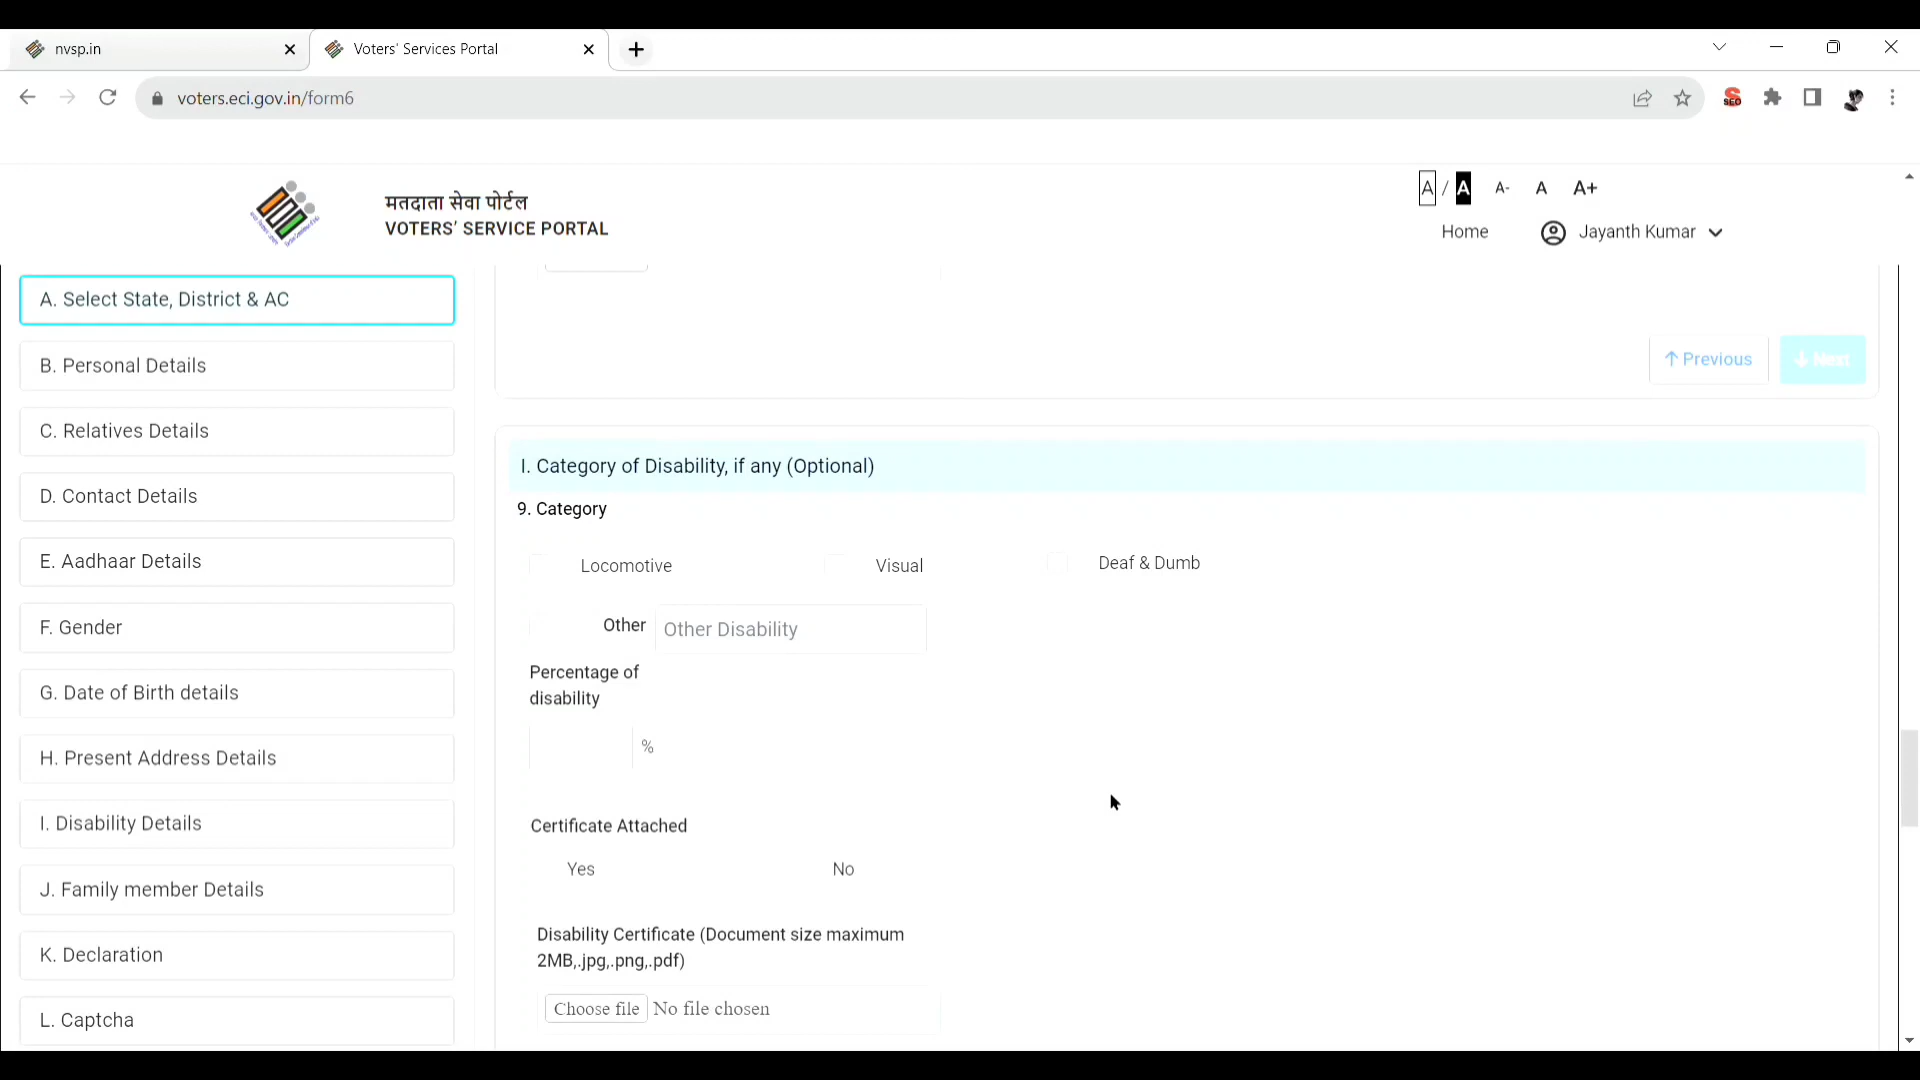 nvsp.in
Voters' Services Portal
voters.eci.gov.in/form6
SEO
मतदाता सेवा पोर्टल
VOTERS' SERVICE PORTAL
A / A A- A A+
Home Jayanth Kumar
A. Select State, District & AC
B. Personal Details
C. Relatives Details
D. Contact Details
E. Aadhaar Details
F. Gender
G. Date of Birth details
H. Present Address Details
I. Disability Details
J. Family member Details
K. Declaration
L. Captcha
Previous Next
I. Category of Disability, if any (Optional)
9. Category
Locomotive Visual Deaf & Dumb
Other Other Disability
Percentage of
disability
%
Certificate Attached
Yes No
Disability Certificate (Document size maximum
2MB,.jpg,.png,.pdf)
Choose file No file chosen